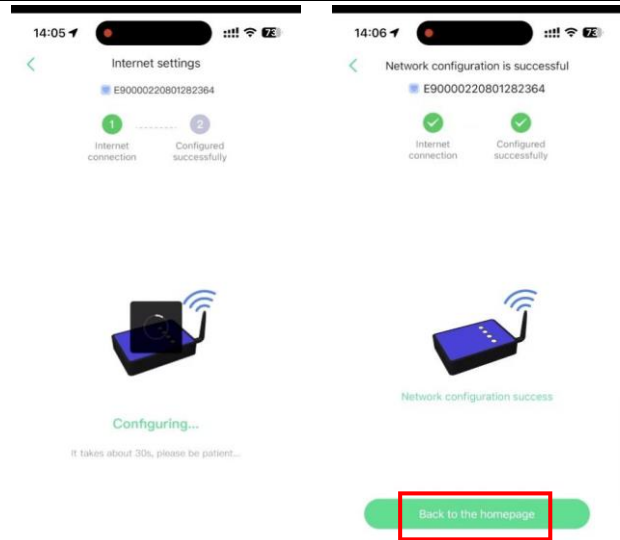 14:05
73
Internet settings
E90000220801282364
1
2
Internet
connection
Configured
successfully
Configuring...
It takes about 30s, please be patient...
14:06
73
Network configuration is successful
E90000220801282364
Internet
connection
Configured
successfully
Network configuration success
Back to the homepage